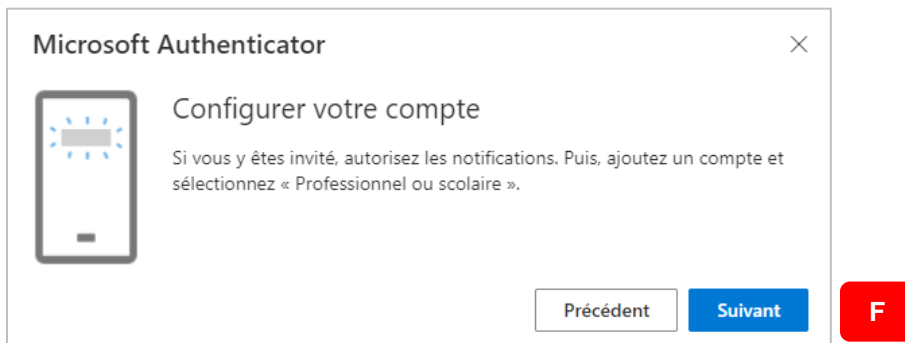 Microsoft Authenticator
Configurer votre compte
Si vous y êtes invité, autorisez les notifications. Puis, ajoutez un compte et
sélectionnez « Professionnel ou scolaire ».
Précédent
Suivant
F